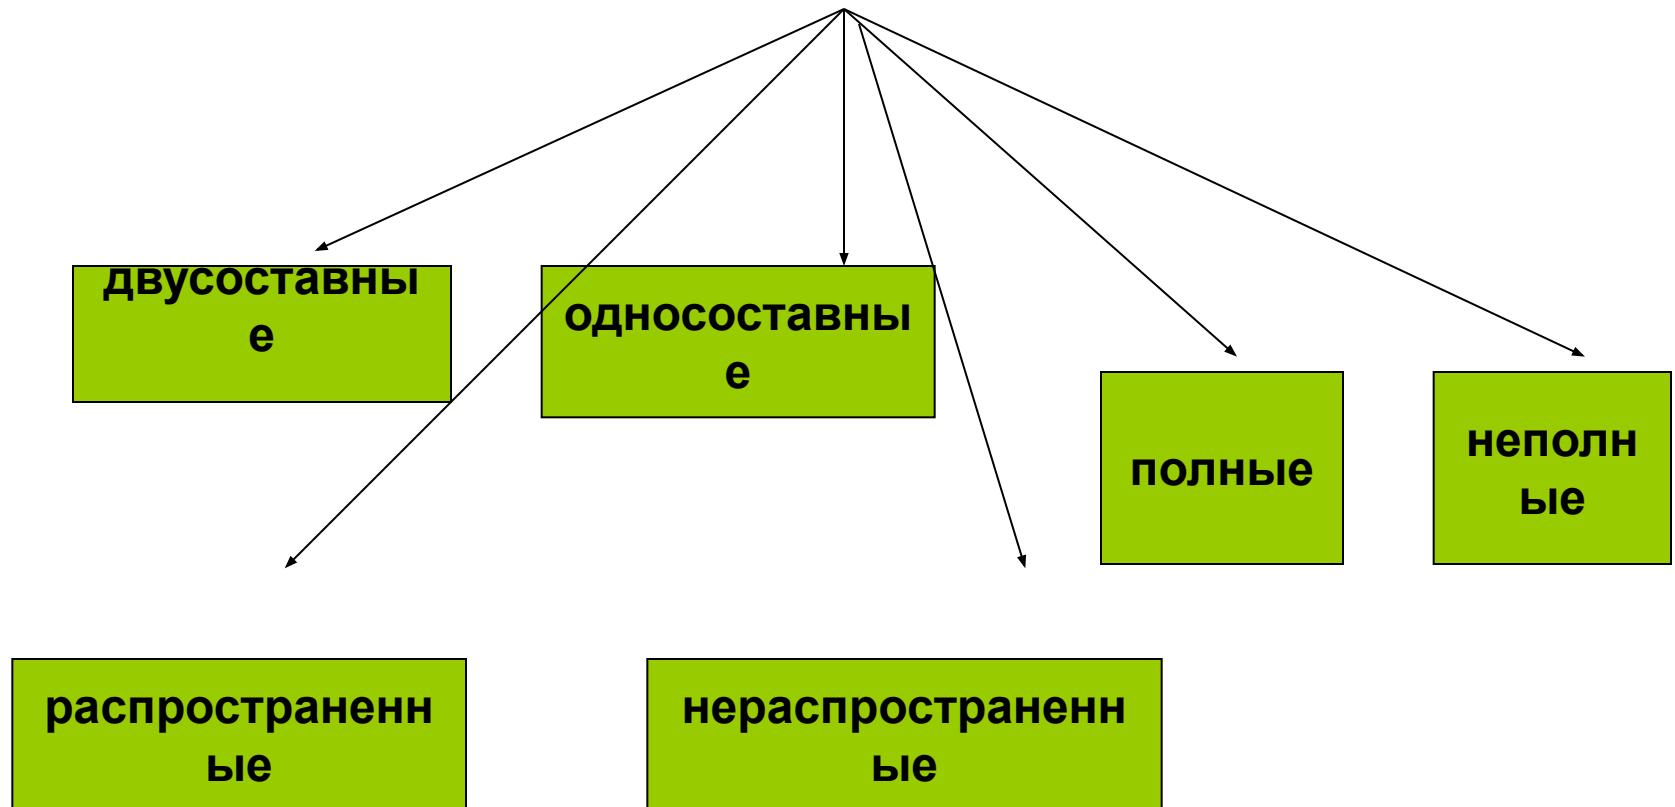 двусоставны
е
односоставны
е
полные
неполн
ые
распространенн
ые
нераспространенн
ые